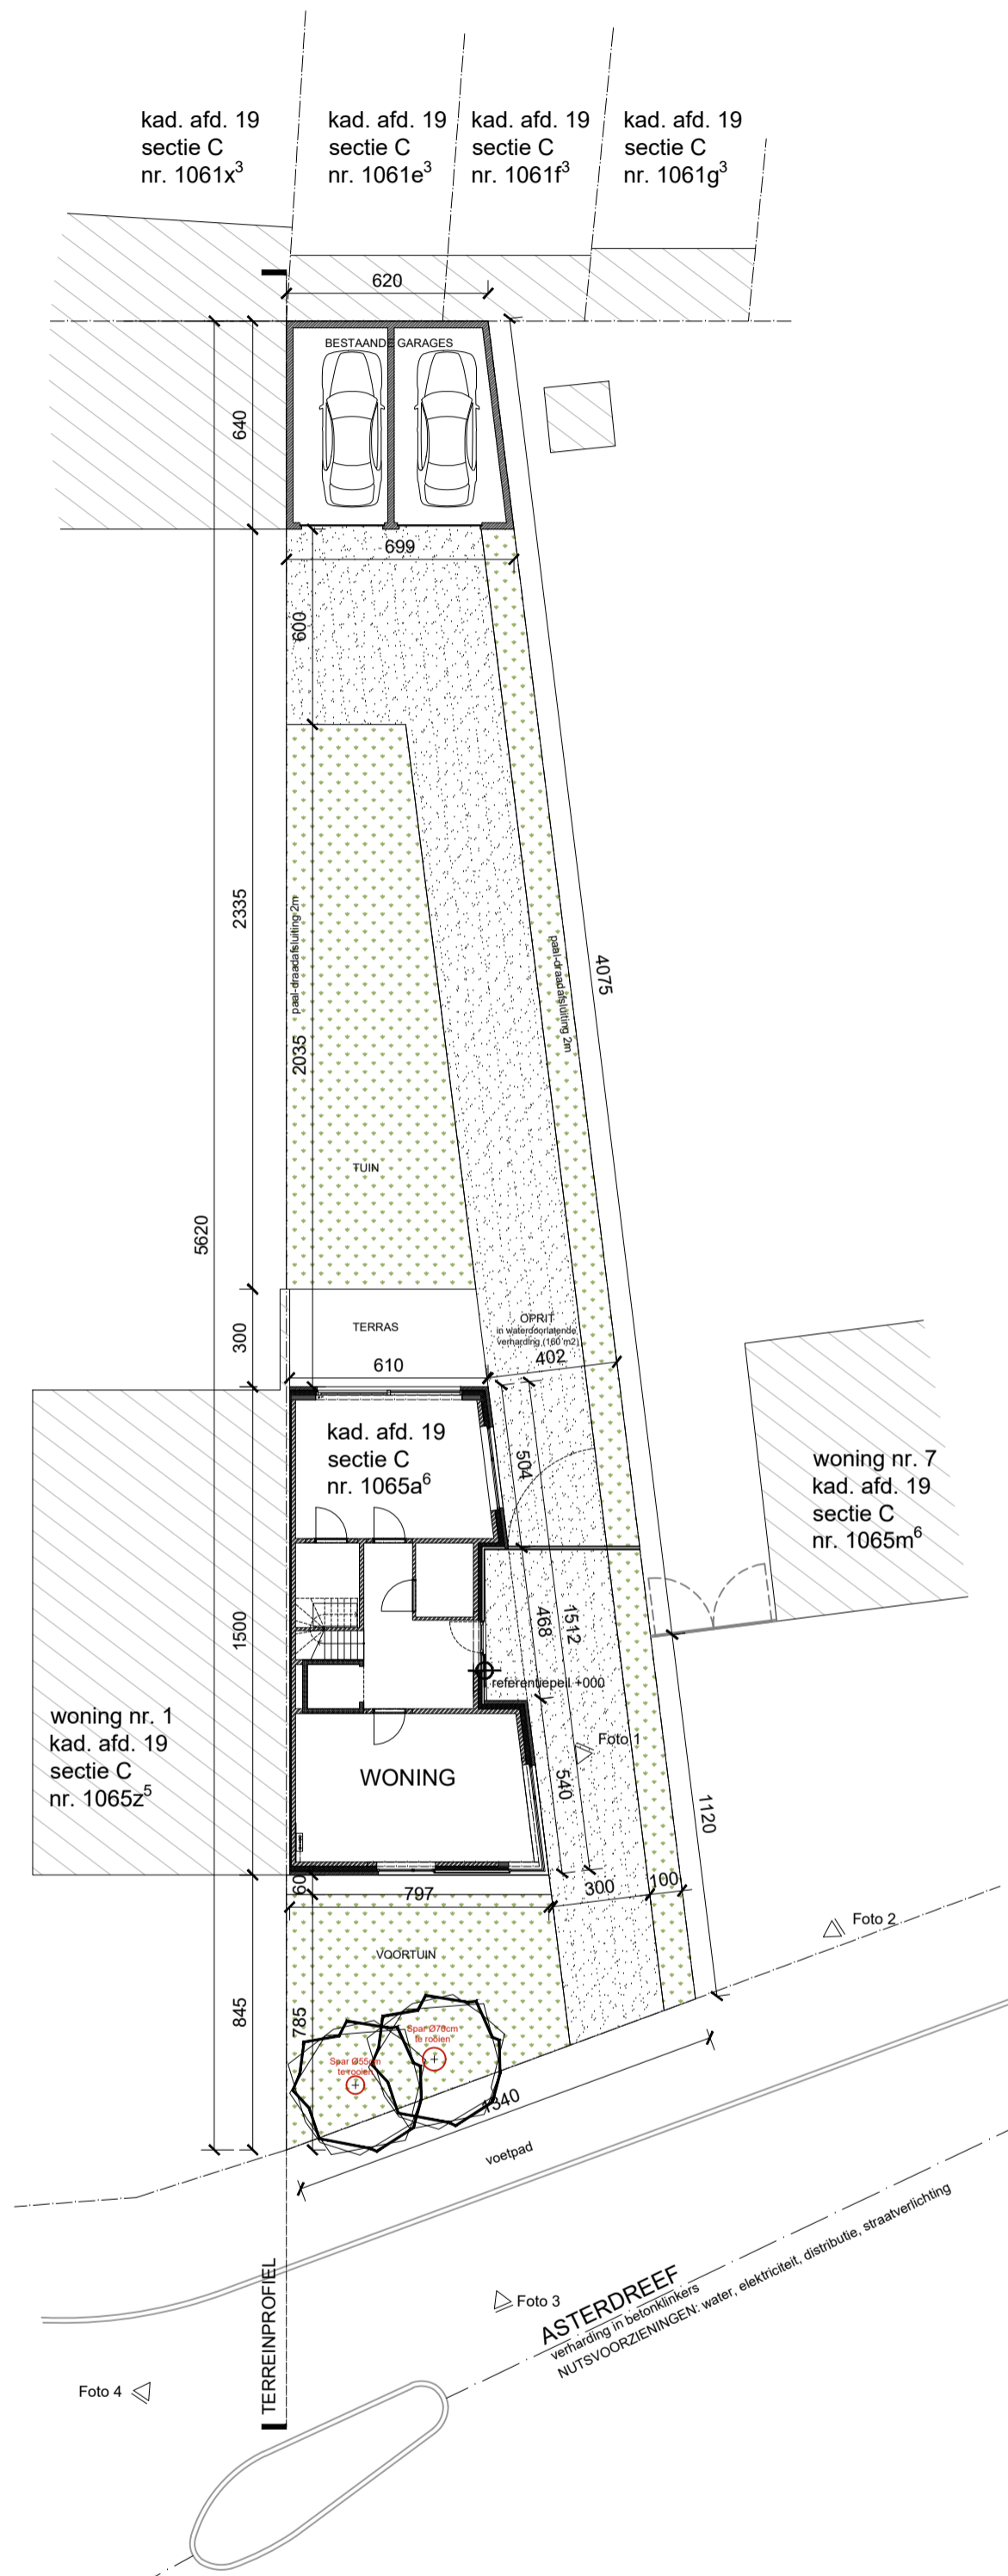 kad. afd. 19
sectie C
nr. 1061x³
kad. afd. 19
sectie C
nr. 1061e³
kad. afd. 19
sectie C
nr. 1061f³
kad. afd. 19
sectie C
nr. 1061g³
620
BESTAANDE GARAGES
640
699
600
2335
paal-draadafsluiting 2m
paal-draadafsluiting 2m
4075
2035
TUIN
5620
300
TERRAS
OPRIT
in waterdoorlatende
verharding (160 m2)
610
402
kad. afd. 19
sectie C
nr. 1065a⁶
504
woning nr. 7
kad. afd. 19
sectie C
nr. 1065m⁶
1500
468
1512
referentiepeil +000
woning nr. 1
kad. afd. 19
sectie C
nr. 1065z⁵
Foto 1
WONING
540
1120
60
797
300
100
VOORTUIN
Foto 2
845
785
Spar Ø70cm
te rooien
Spar Ø55cm
te rooien
1340
voetpad
TERREINPROFIEL
Foto 3
ASTERDREEF
verharding in betonklinkers
NUTSVOORZIENINGEN: water, elektriciteit, distributie, straatverlichting
Foto 4